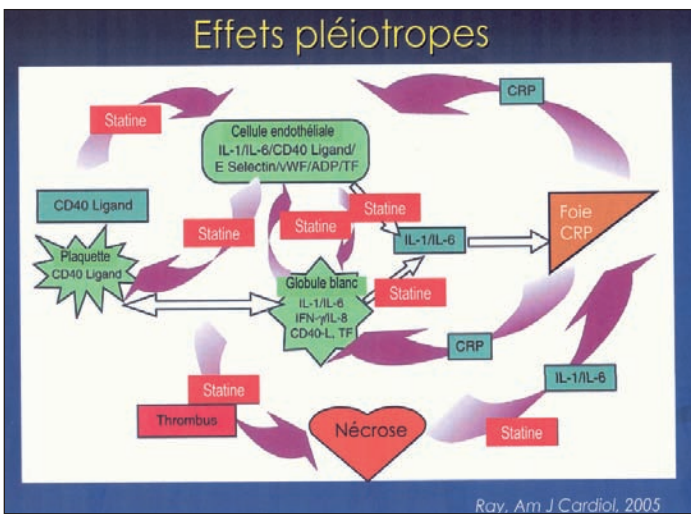 Effets pléiotropes
CRP
Statine
Cellule endothéliale
IL-1/IL-6/CD40 Ligand/
E Selectin/vWF/ADP/TF
CD40 Ligand
Statine
Statine
Statine
IL-1/IL-6
Foie
CRP
Plaquette
CD40 Ligand
Globule blanc
IL-1/IL-6
IFN-γ/IL-8
CD40-L, TF
Statine
CRP
IL-1/IL-6
Statine
Thrombus
Nécrose
Statine
Ray, Am J Cardiol, 2005